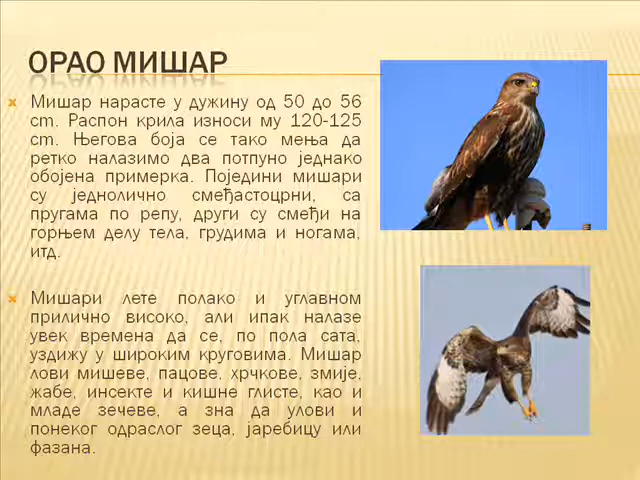 ОРАО МИШАР
Мишар нарасте у дужину од 50 до 56
cm. Распон крила износи му 120-125
cm. Његова боја се тако мења да
ретко налазимо два потпуно једнако
обојена примерка. Поједини мишари
су једнолично смеђастоцрни, са
пругама по репу, други су смеђи на
горњем делу тела, грудима и ногама,
итд.
Мишари лете полако и углавном
прилично високо, али ипак налазе
увек времена да се, по пола сата,
уздижу у широким круговима. Мишар
лови мишеве, пацове, хрчкове, змије,
жабе, инсекте и кишне глисте, као и
младе зечеве, а зна да улови и
понеког одраслог зеца, јаребицу или
фазана.